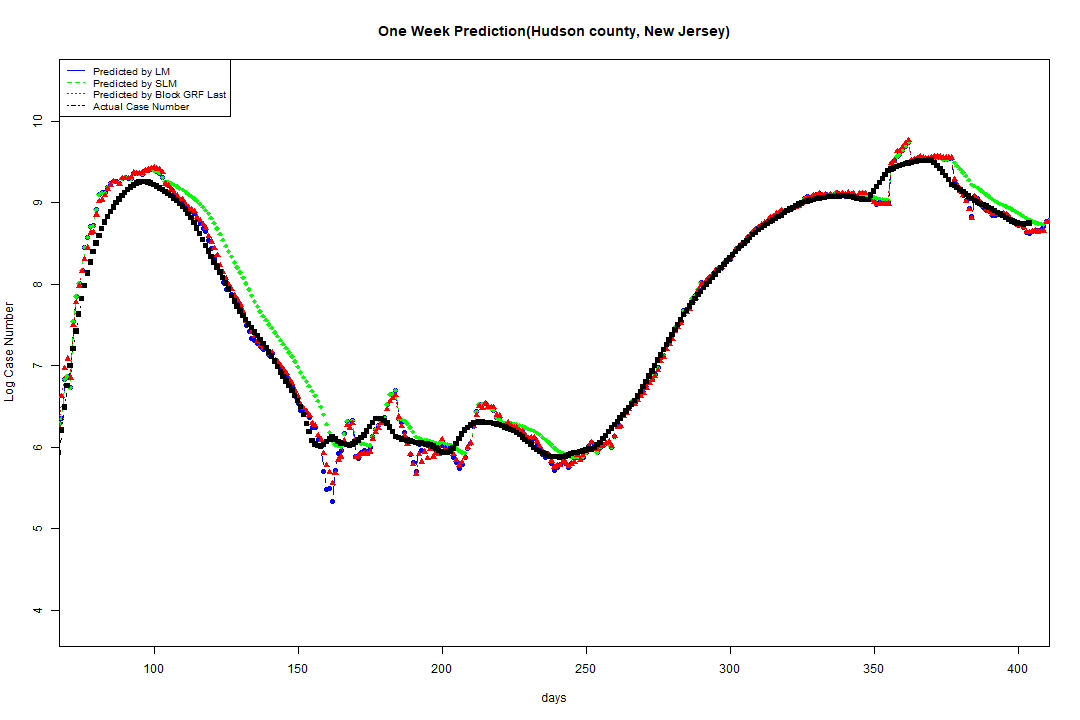 One Week Prediction(Hudson county, New Jersey)
Predicted by LM
Predicted by SLM
Predicted by Block GRF Last
Actual Case Number
10
9
8
7
6
5
4
Log Case Number
100 150 200 250 300 350 400
days